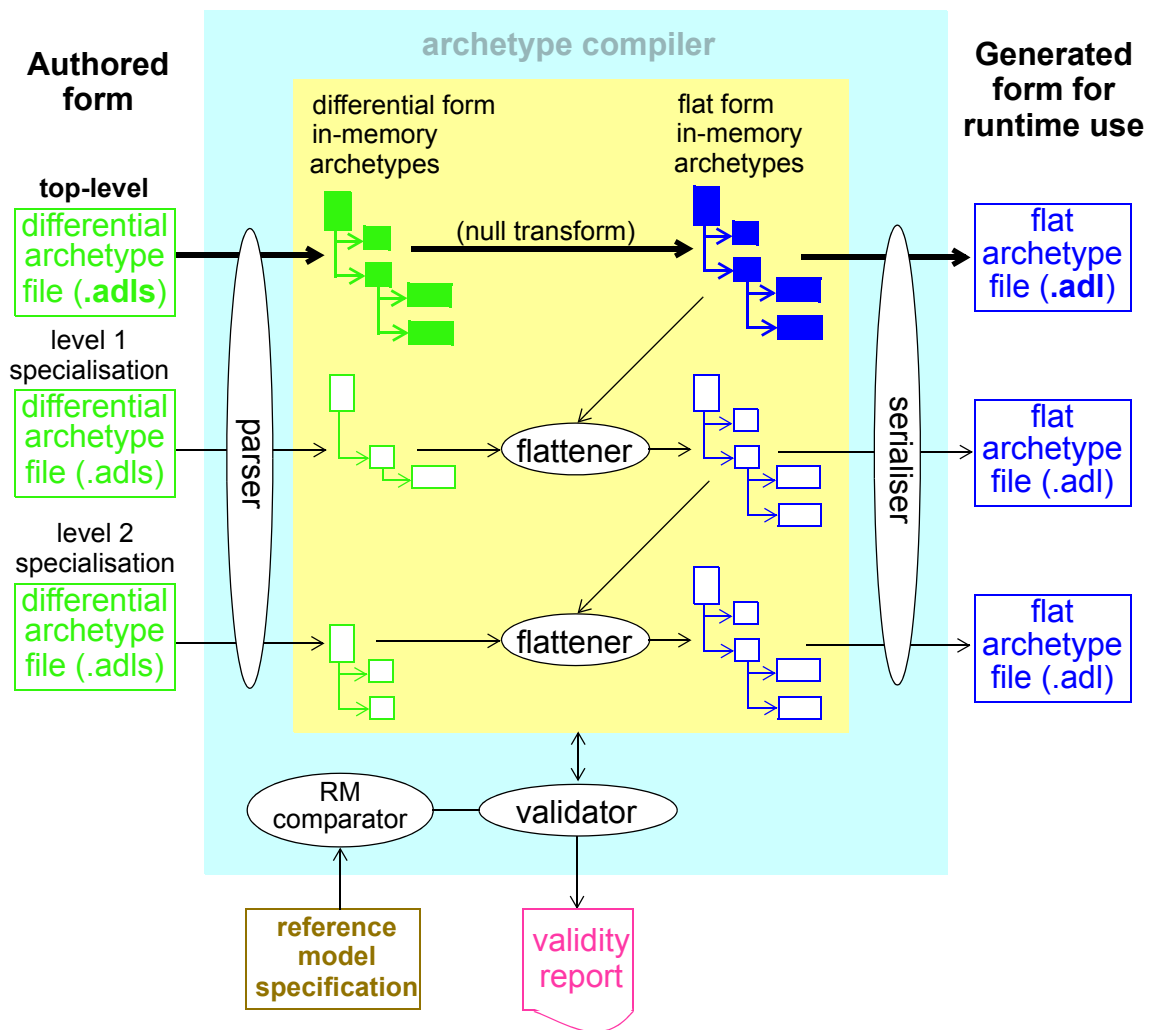 archetype compiler
Authored
form
Generated
form for
runtime use
differential form
in-memory
archetypes
flat form
in-memory
archetypes
top-level
differential
archetype
file (.adls)
(null transform)
flat
archetype
file (.adl)
level 1
specialisation
differential
archetype
file (.adls)
parser
flattener
serialiser
flat
archetype
file (.adl)
level 2
specialisation
differential
archetype
file (.adls)
flattener
flat
archetype
file (.adl)
RM
comparator
validator
reference
model
specification
validity
report